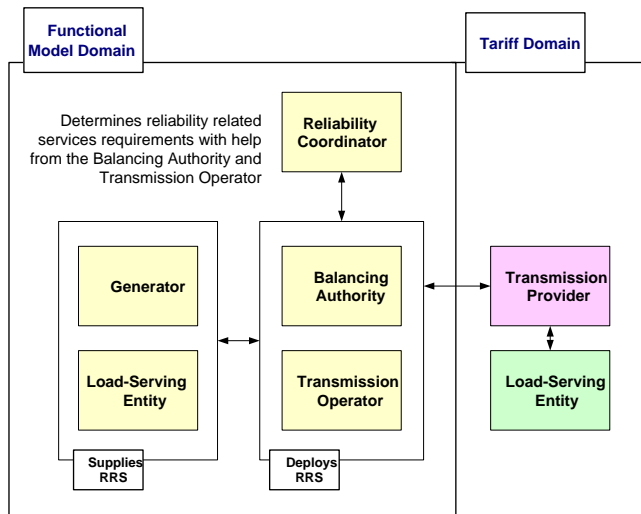 Functional
Model Domain
Tariff Domain
Determines reliability related
services requirements with help
from the Balancing Authority and
Transmission Operator
Reliability
Coordinator
Generator
Balancing
Authority
Transmission
Provider
Load-Serving
Entity
Transmission
Operator
Load-Serving
Entity
Supplies
RRS
Deploys
RRS